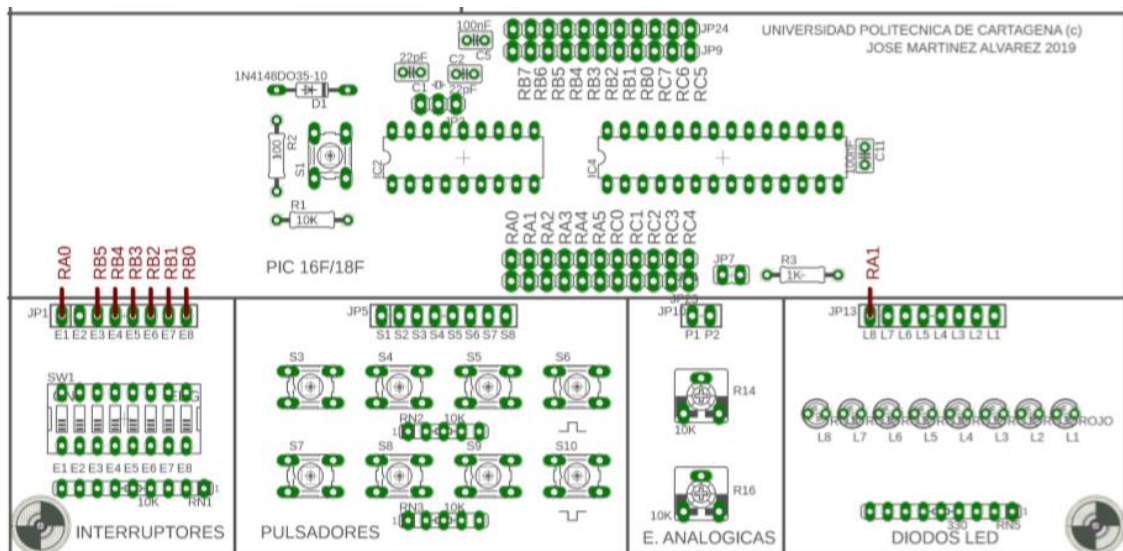 UNIVERSIDAD POLITECNICA DE CARTAGENA (c)
JOSE MARTINEZ ALVAREZ 2019
100nF
C5
JP24
JP9
22pF
C2
C1
22pF
1N4148DO35-10
D1
RB7 RB6 RB5 RB4 RB3 RB2 RB1 RB0 RC7 RC6 RC5
100
R2
S1
IC2
IC4
100nF
C11
R1
10K
RA0 RA1 RA2 RA3 RA4 RA5 RC0 RC1 RC2 RC3 RC4
PIC 16F/18F
JP7
R3
1K
RA0 RB5 RB4 RB3 RB2 RB1 RB0
RA1
JP1
E1 E2 E3 E4 E5 E6 E7 E8
JP5
S1 S2 S3 S4 S5 S6 S7 S8
JP10
P1 P2
JP13
L8 L7 L6 L5 L4 L3 L2 L1
SW1
E1 E2 E3 E4 E5 E6 E7 E8
10K
RN1
INTERRUPTORES
S3 S4 S5 S6
RN2 10K
1
S7 S8 S9 S10
RN3 10K
1
PULSADORES
R14
10K
R16
10K
E. ANALOGICAS
ROJO
L8 L7 L6 L5 L4 L3 L2 L1
330
RN5
1
DIODOS LED